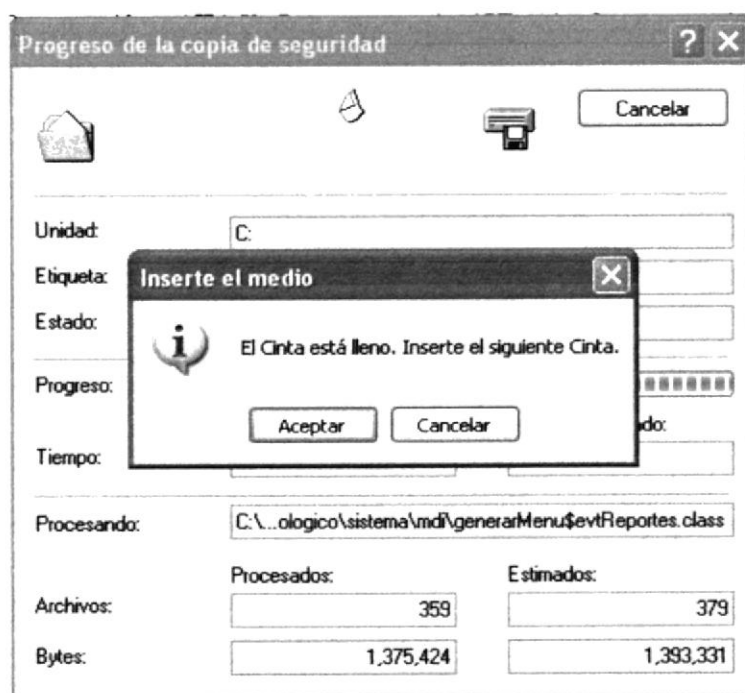 Progreso de la copia de seguridad
Cancelar
Unidad: C:
Etiqueta:
Inserte el medio
Estado:
El Cinta está lleno. Inserte el siguiente Cinta.
Progreso:
Aceptar Cancelar
do:
Tiempo:
Procesando: C:\...ologico\sistema\mdi\generarMenu$evtReportes.class
Procesados: Estimados:
Archivos: 359 379
Bytes: 1,375,424 1,393,331